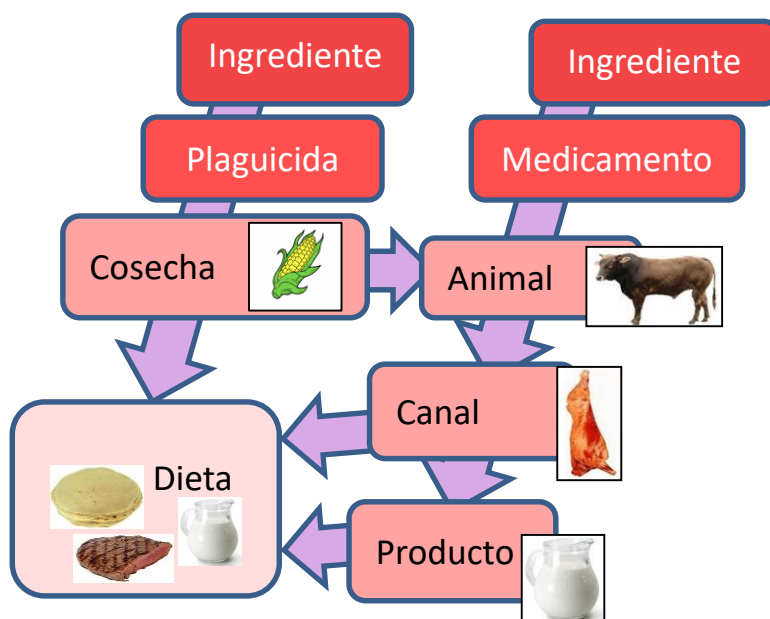 Ingrediente
Ingrediente
Plaguicida
Medicamento
Cosecha
Animal
Canal
Dieta
Producto